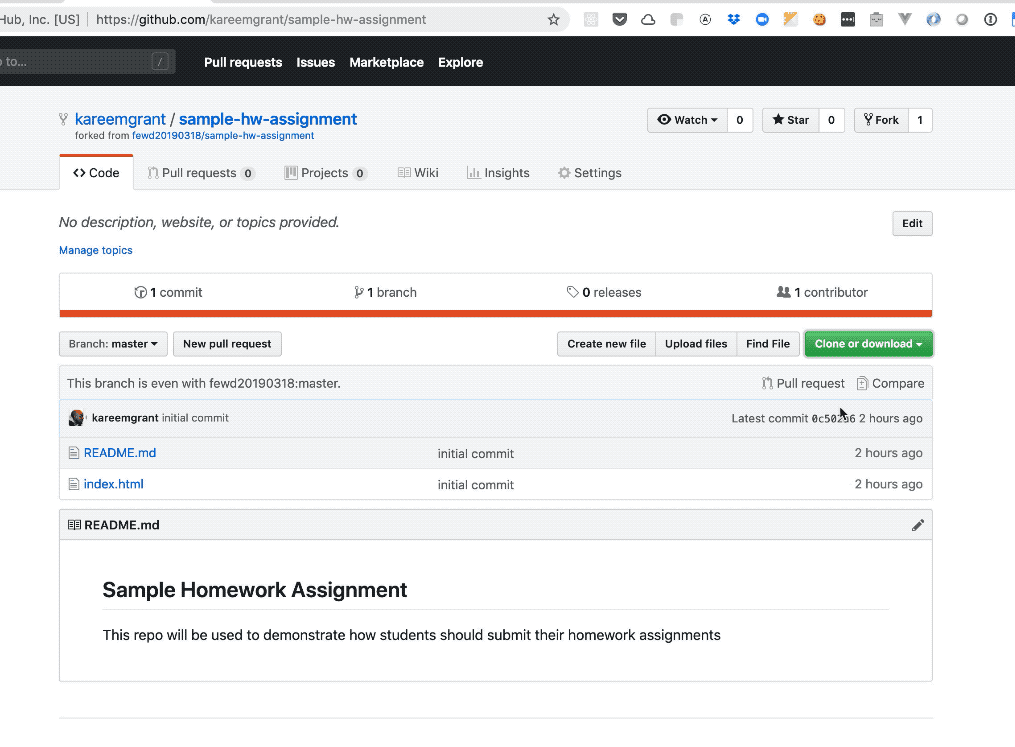 Hub, Inc. [US] https://github.com/kareemgrant/sample-hw-assignment
to... / Pull requests Issues Marketplace Explore
kareemgrant / sample-hw-assignment Watch 0 Star 0 Fork 1
forked from fewd20190318/sample-hw-assignment
<> Code Pull requests 0 Projects 0 Wiki Insights Settings
No description, website, or topics provided. Edit
Manage topics
1 commit 1 branch 0 releases 1 contributor
Branch: master New pull request Create new file Upload files Find File Clone or download
This branch is even with fewd20190318:master. Pull request Compare
kareemgrant initial commit Latest commit 2 hours ago
README.md initial commit 2 hours ago
index.html initial commit 2 hours ago
README.md
Sample Homework Assignment
This repo will be used to demonstrate how students should submit their homework assignments